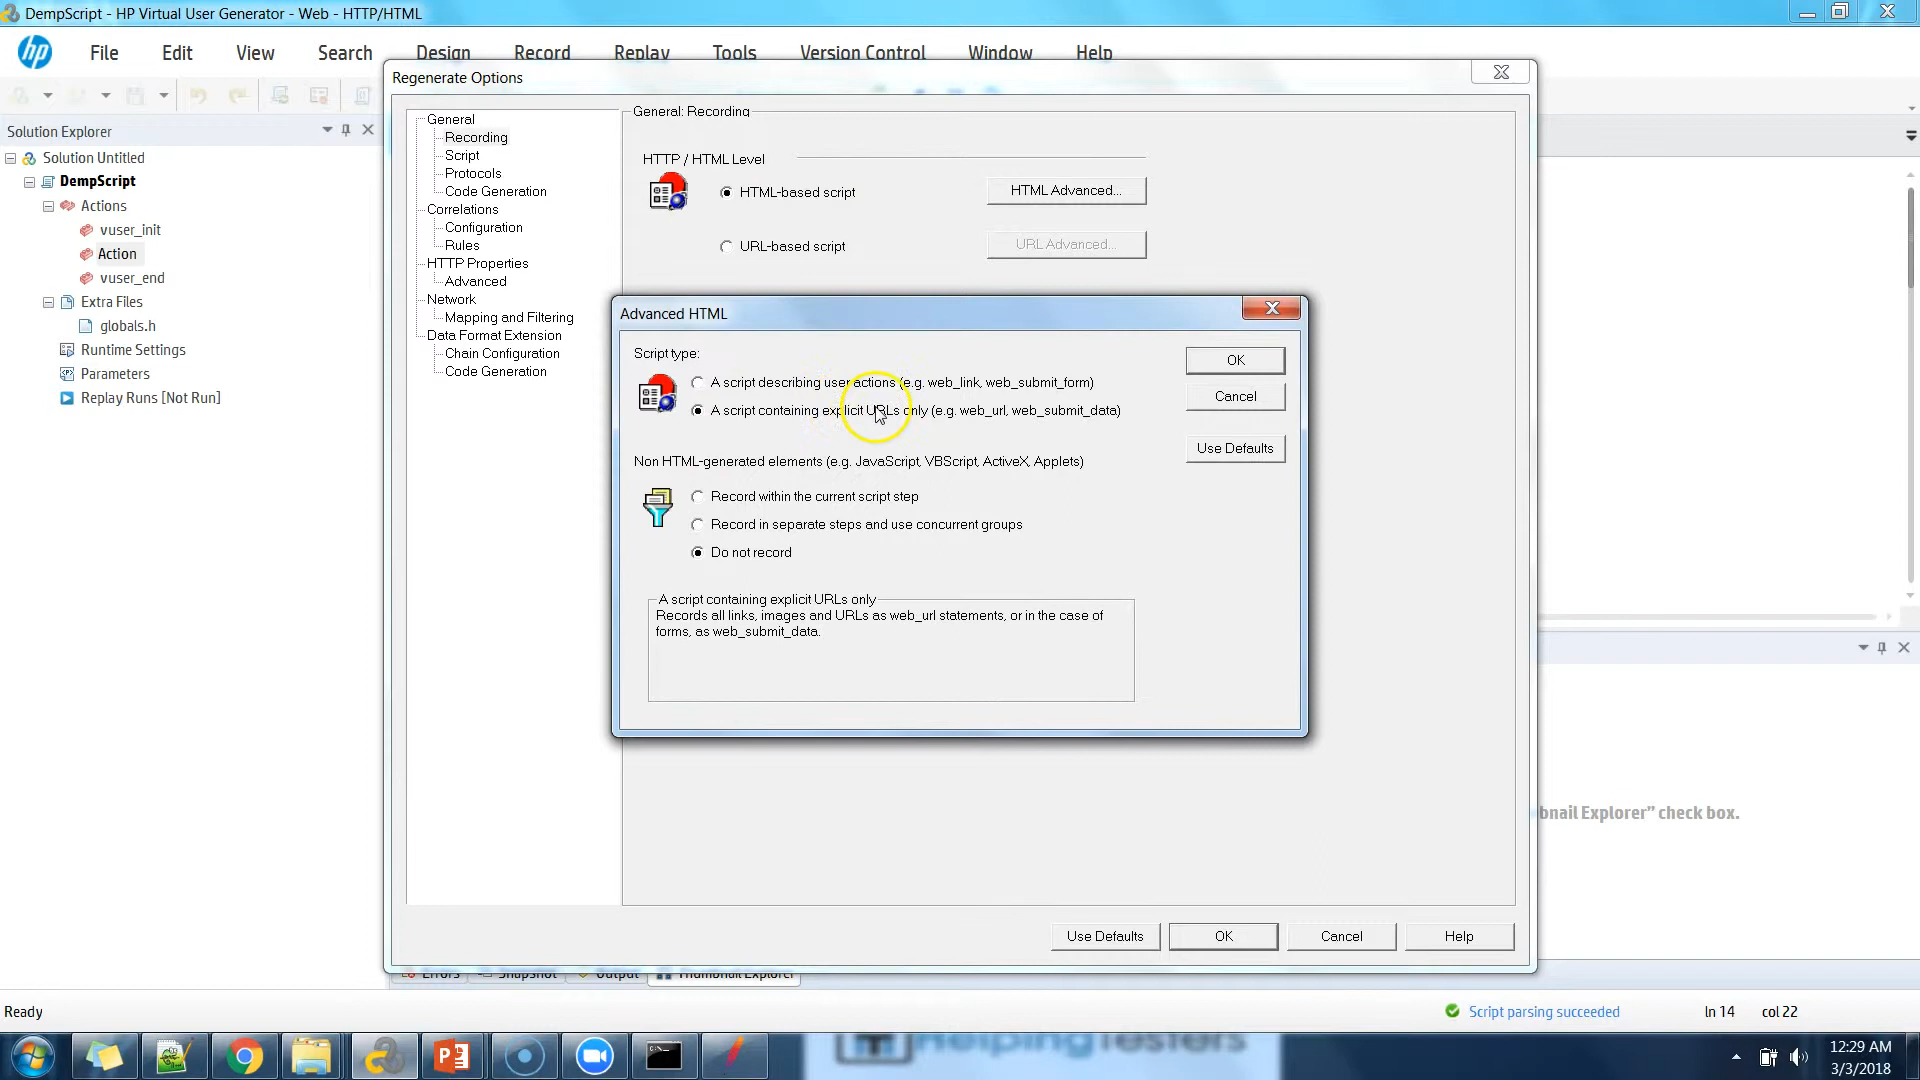 DempScript - HP Virtual User Generator - Web - HTTP/HTML
hp File Edit View Search Design Record Replay Tools Version Control Window Help
Regenerate Options
Solution Explorer
Solution Untitled
DempScript
Actions
vuser_init
Action
vuser_end
Extra Files
globals.h
Runtime Settings
Parameters
Replay Runs [Not Run]
General
Recording
Script
Protocols
Code Generation
Correlations
Configuration
Rules
HTTP Properties
Advanced
Network
Mapping and Filtering
Data Format Extension
Chain Configuration
Code Generation
General: Recording
HTTP / HTML Level
HTML-based script HTML Advanced...
URL-based script URL Advanced...
Advanced HTML
Script type:
A script describing user actions (e.g. web_link, web_submit_form)
A script containing explicit URLs only (e.g. web_url, web_submit_data)
OK
Cancel
Use Defaults
Non HTML-generated elements (e.g. JavaScript, VBScript, ActiveX, Applets)
Record within the current script step
Record in separate steps and use concurrent groups
Do not record
A script containing explicit URLs only
Records all links, images and URLs as web_url statements, or in the case of
forms, as web_submit_data.
bnail Explorer" check box.
Use Defaults OK Cancel Help
Errors Snapshot Output Thumbnail Explorer
Ready Script parsing succeeded ln 14 col 22
HelpingTesters
12:29 AM
3/3/2018